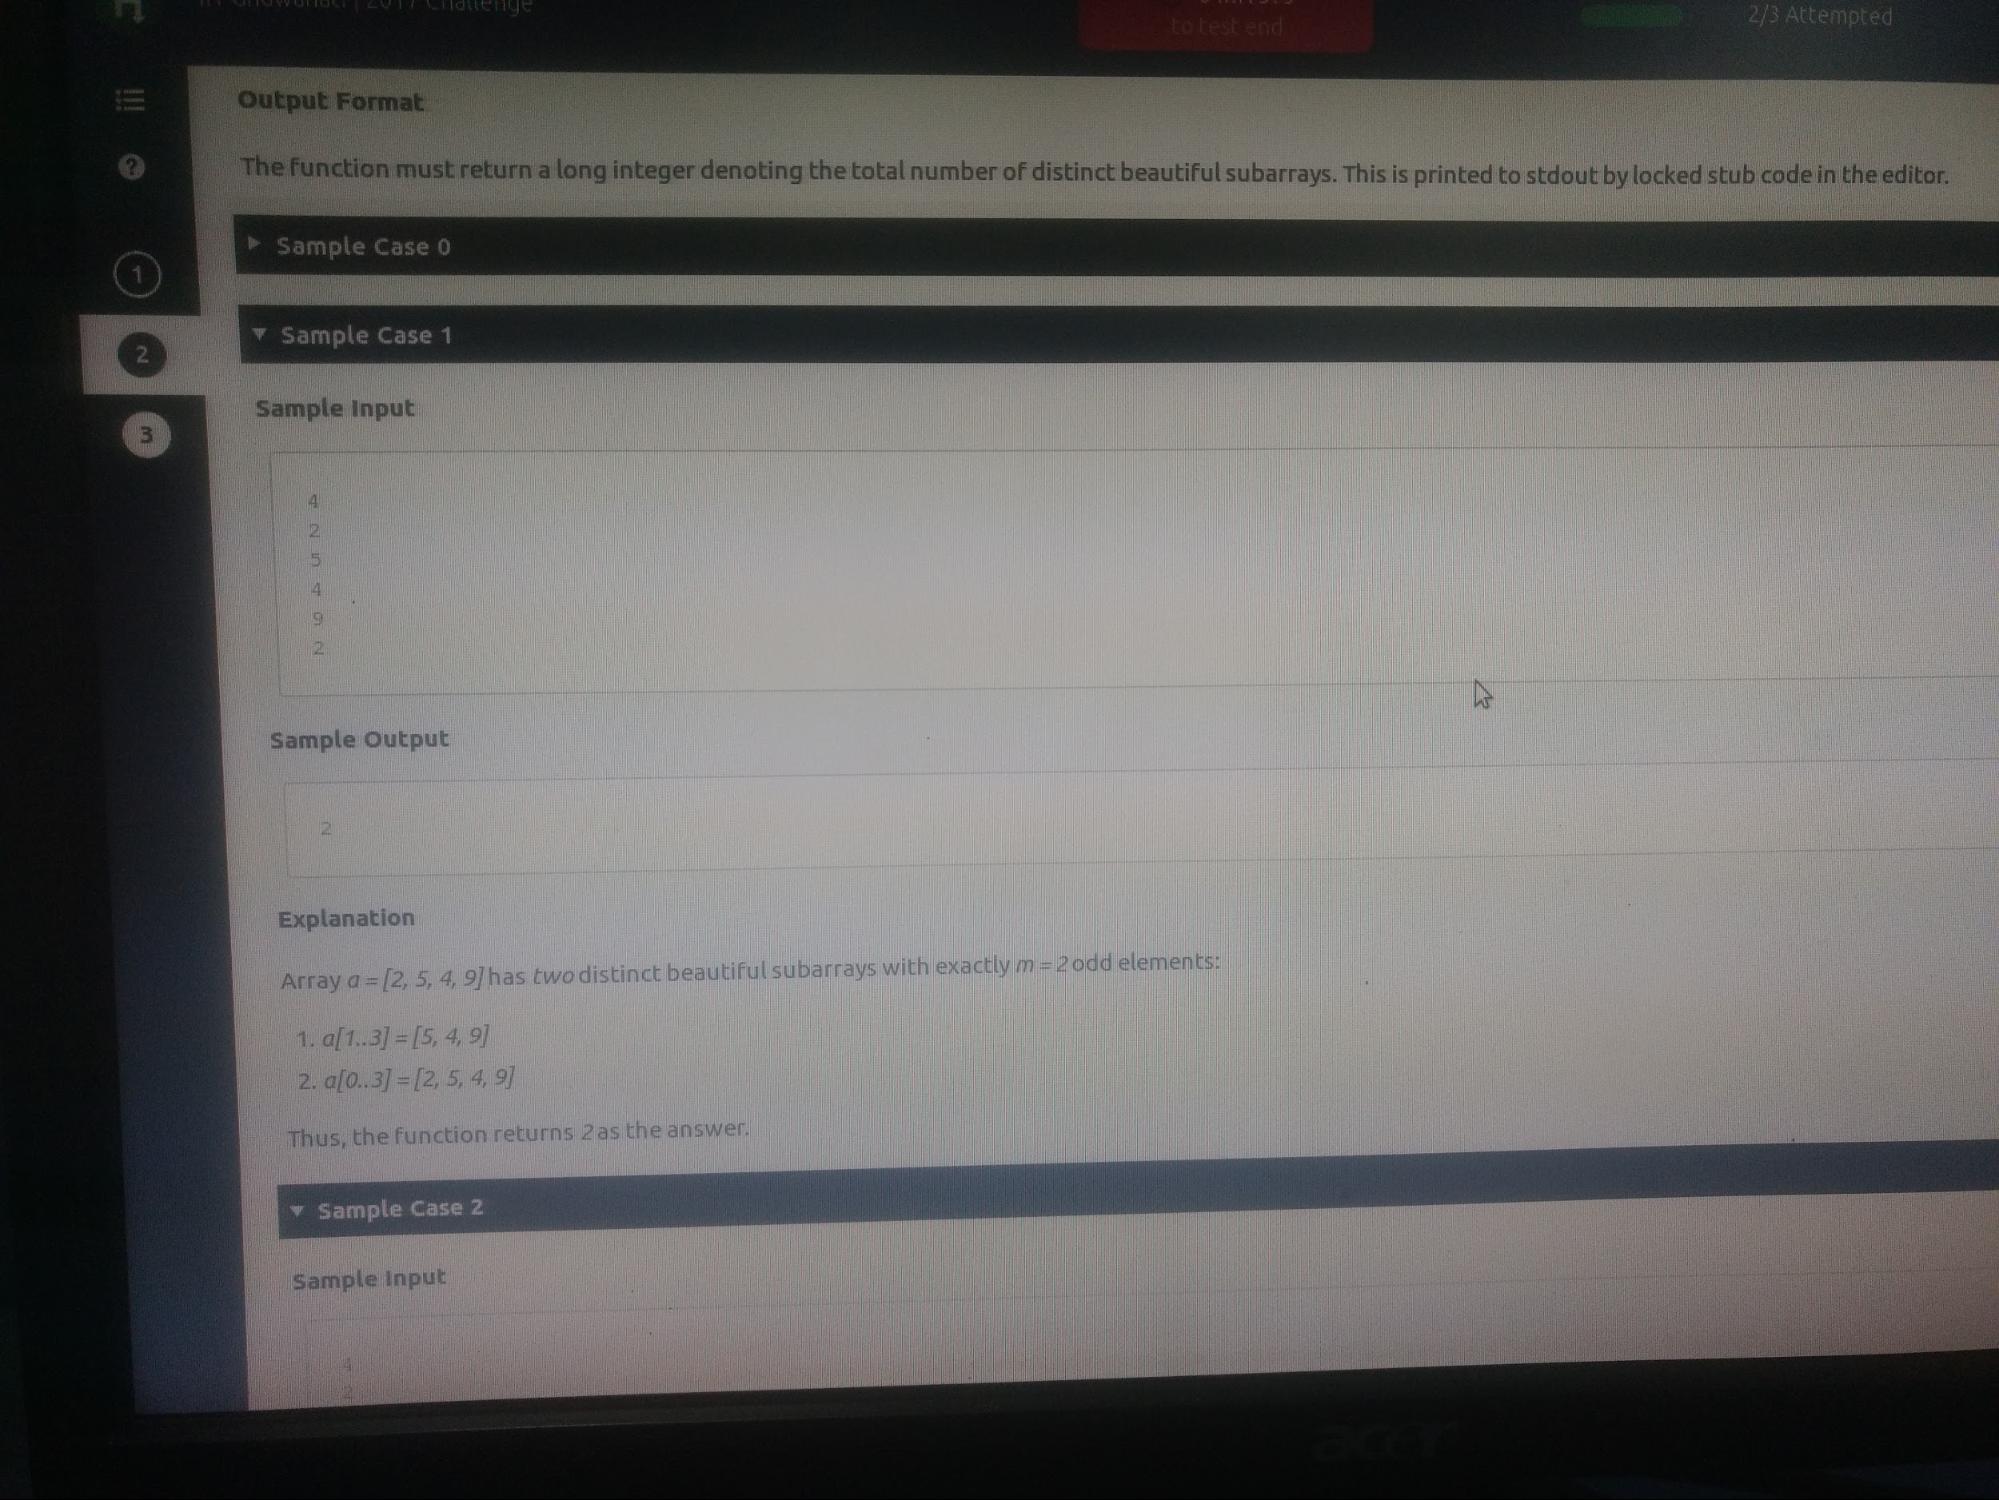 2017 Challenge
to test end
2/3 Attempted
Output Format
The function must return a long integer denoting the total number of distinct beautiful subarrays. This is printed to stdout by locked stub code in the editor.
?
▶ Sample Case 0
1
▼ Sample Case 1
2
3
Sample Input
4
2
5
4
9
2
Sample Output
2
Explanation
Array a = [2, 5, 4, 9] has two distinct beautiful subarrays with exactly m = 2 odd elements:
1. a[1..3] = [5, 4, 9]
2. a[0..3] = [2, 5, 4, 9]
Thus, the function returns 2 as the answer.
▼ Sample Case 2
Sample Input
4
2
acer